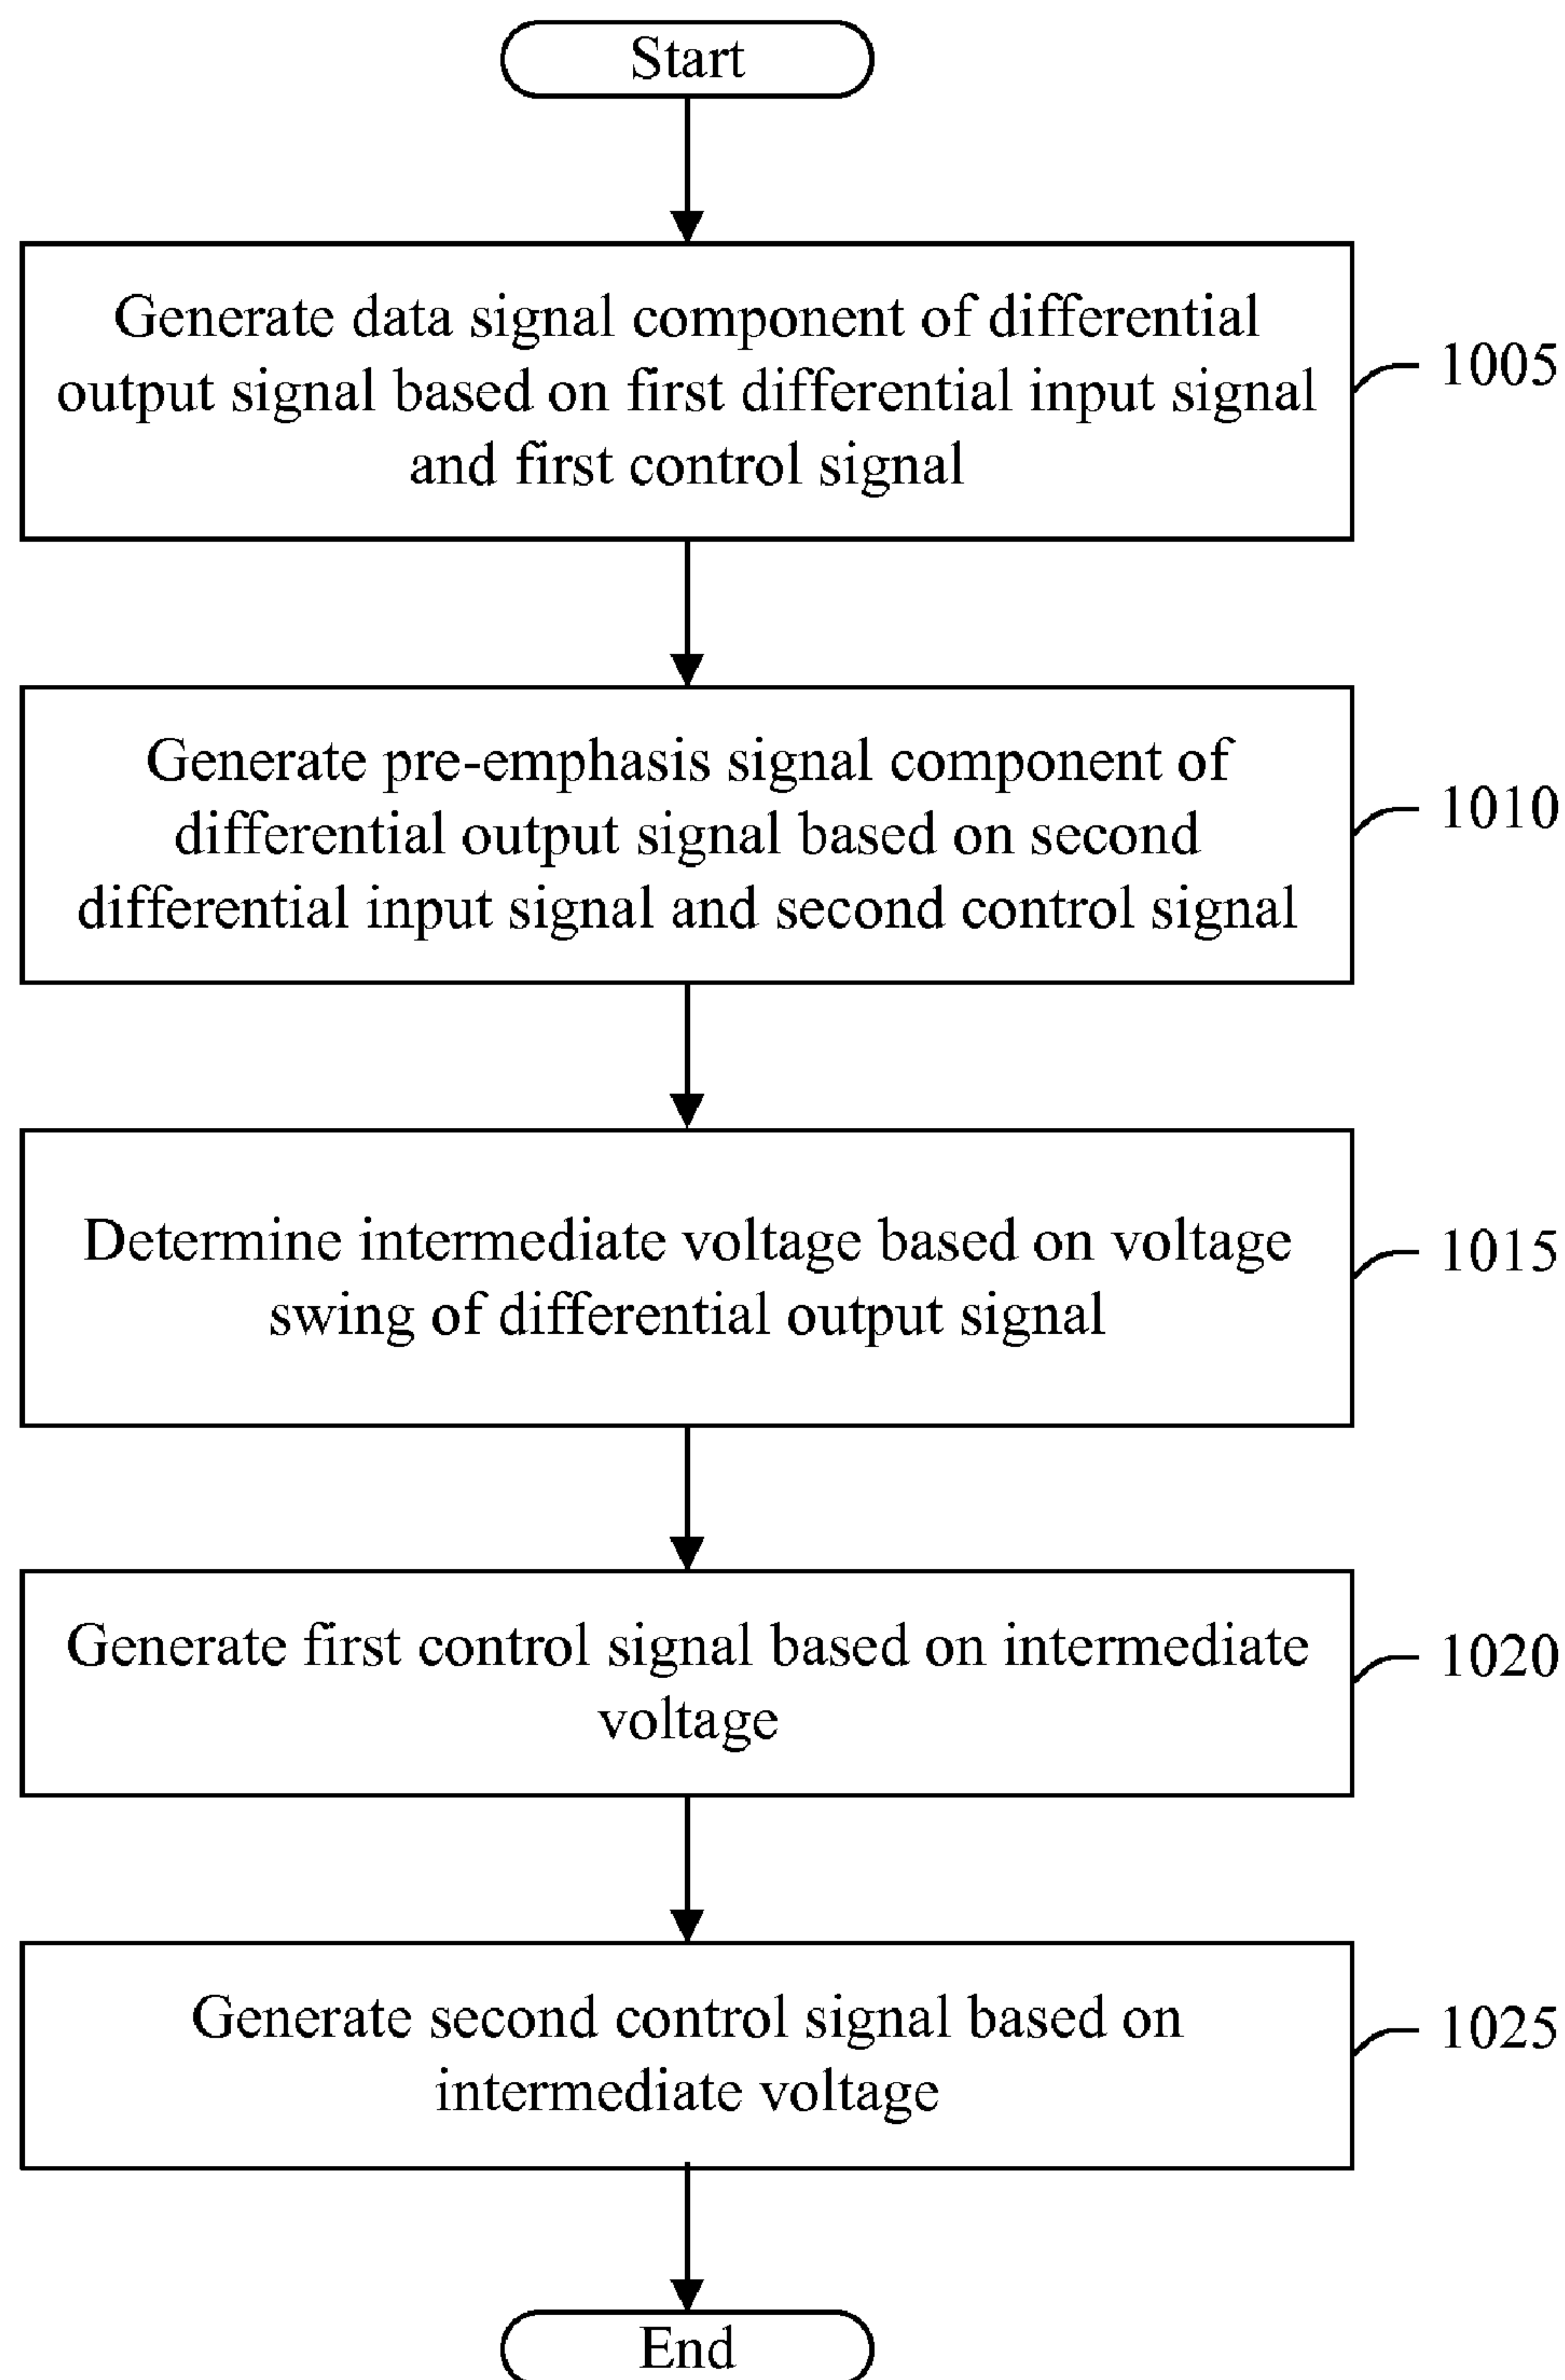 Start
Generate data signal component of differential
output signal based on first differential input signal
and first control signal
1005
Generate pre-emphasis signal component of
differential output signal based on second
differential input signal and second control signal
1010
Determine intermediate voltage based on voltage
swing of differential output signal
1015
Generate first control signal based on intermediate
voltage
1020
Generate second control signal based on
intermediate voltage
1025
End